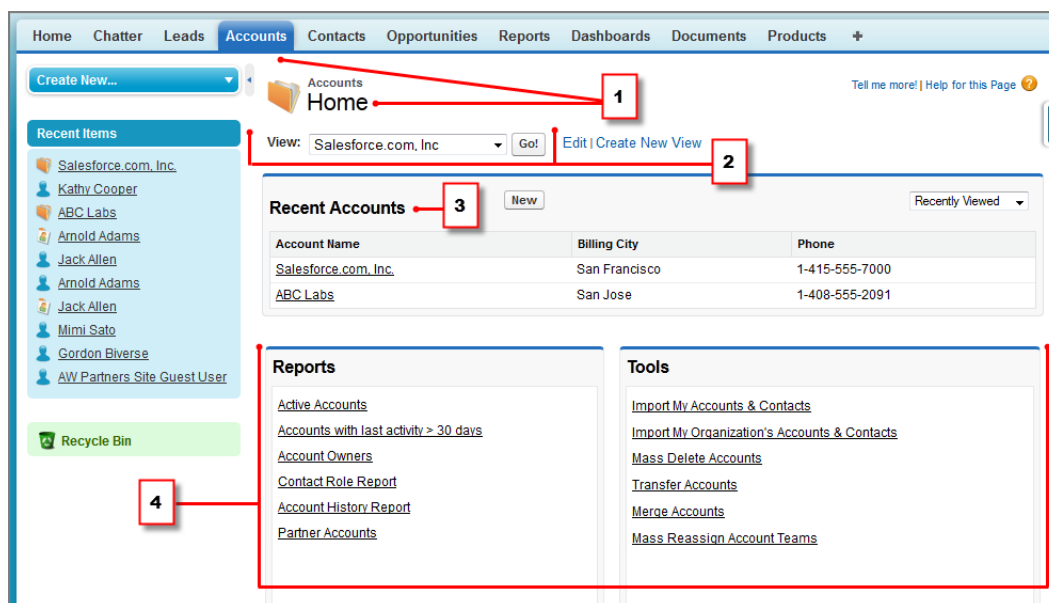 Home Chatter Leads Accounts Contacts Opportunities Reports Dashboards Documents Products +
Create New...
Accounts
Home
1
Tell me more! | Help for this Page ?
Recent Items
Salesforce.com, Inc.
Kathy Cooper
ABC Labs
Arnold Adams
Jack Allen
Arnold Adams
Jack Allen
Mimi Sato
Gordon Biverse
AW Partners Site Guest User
Recycle Bin
View: Salesforce.com, Inc Go! Edit | Create New View
2
Recent Accounts
3
New
Recently Viewed
Account Name Billing City Phone
Salesforce.com, Inc. San Francisco 1-415-555-7000
ABC Labs San Jose 1-408-555-2091
4
Reports
Active Accounts
Accounts with last activity > 30 days
Account Owners
Contact Role Report
Account History Report
Partner Accounts
Tools
Import My Accounts & Contacts
Import My Organization's Accounts & Contacts
Mass Delete Accounts
Transfer Accounts
Merge Accounts
Mass Reassign Account Teams